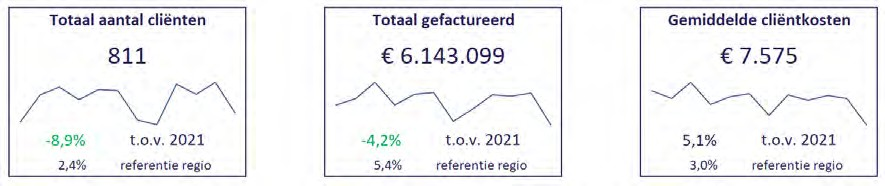 Totaal aantal cliënten
811
-8,9% t.o.v. 2021
2,4% referentie regio
Totaal gefactureerd
€ 6.143.099
-4,2% t.o.v. 2021
5,4% referentie regio
Gemiddelde cliëntkosten
€ 7.575
5,1% t.o.v. 2021
3,0% referentie regio